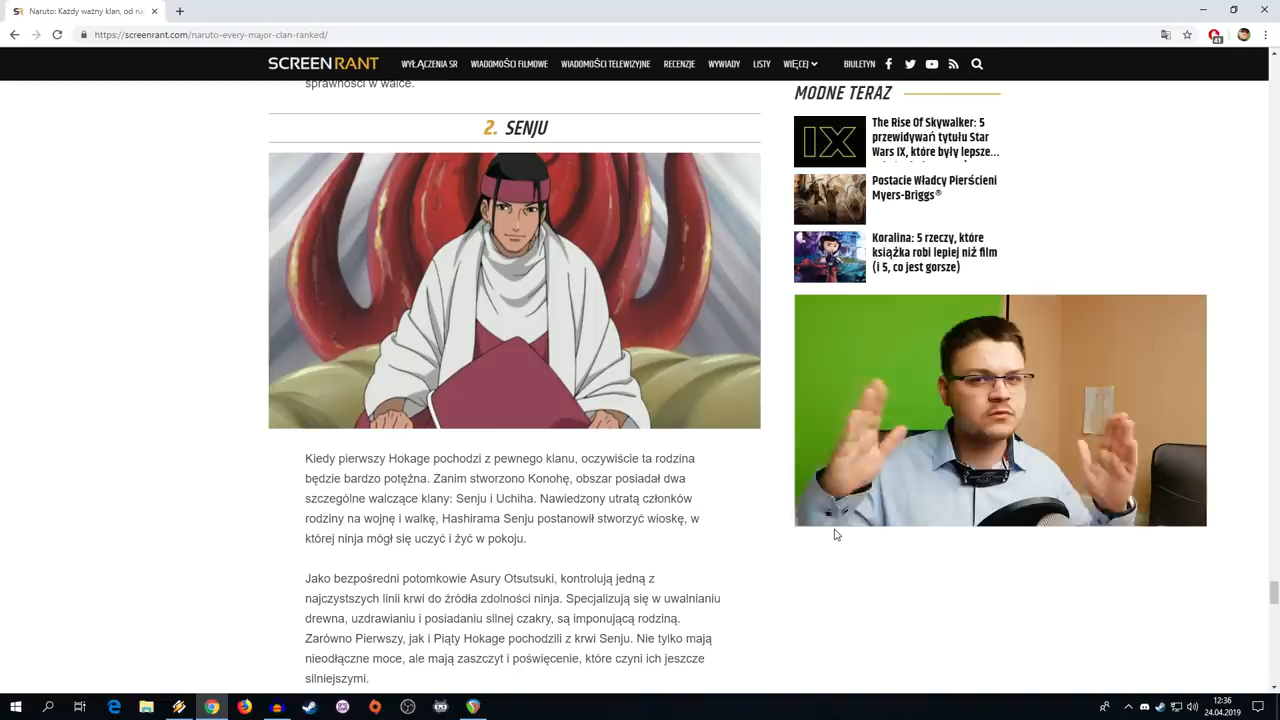 Naruto: Każdy ważny klan, od na
https://screenrant.com/naruto-every-major-clan-ranked/
41
SCREENRANT
WYŁĄCZENIA SR
WIADOMOŚCI FILMOWE
WIADOMOŚCI TELEWIZYJNE
RECENZJE
WYWIADY
LISTY
WIĘCEJ
BIULETYN
sprawności w walce.
2. SENJU
Kiedy pierwszy Hokage pochodzi z pewnego klanu, oczywiście ta rodzina
będzie bardzo potężna. Zanim stworzono Konohę, obszar posiadał dwa
szczególne walczące klany: Senju i Uchiha. Nawiedzony utratą członków
rodziny na wojnę i walkę, Hashirama Senju postanowił stworzyć wioskę, w
której ninja mógł się uczyć i żyć w pokoju.
Jako bezpośredni potomkowie Asury Otsutsuki, kontrolują jedną z
najczystszych linii krwi do źródła zdolności ninja. Specjalizują się w uwalnianiu
drewna, uzdrawianiu i posiadaniu silnej czakry, są imponującą rodziną.
Zarówno Pierwszy, jak i Piąty Hokage pochodzili z krwi Senju. Nie tylko mają
nieodłączne moce, ale mają zaszczyt i poświęcenie, które czyni ich jeszcze
silniejszymi.
MODNE TERAZ
The Rise Of Skywalker: 5
przewidywań tytułu Star
Wars IX, które były lepsze...
IX
Postacie Władcy Pierścieni
Myers-Briggs®
Koralina: 5 rzeczy, które
książka robi lepiej niż film
(i 5, co jest gorsze)
12:36
24.04.2019